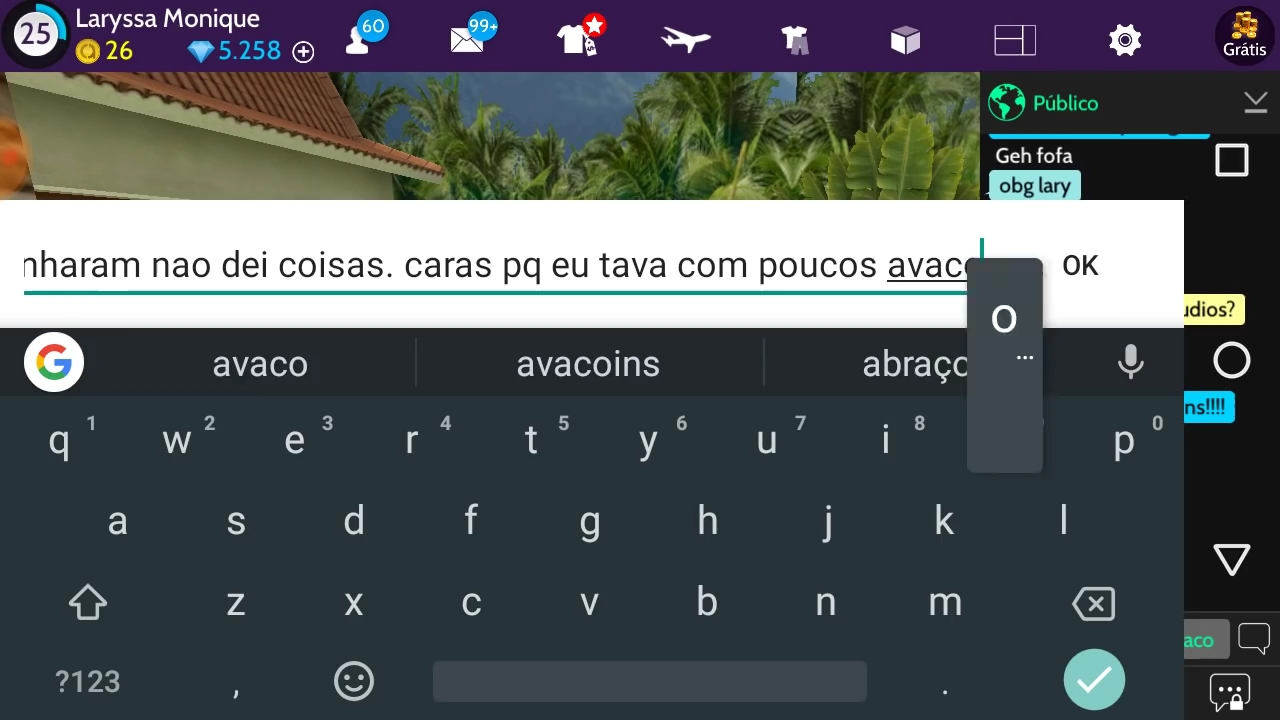 25
Laryssa Monique
26
5.258
60
99+
Grátis
Público
Geh fofa
obg lary
nharam nao dei coisas. caras pq eu tava com poucos avaco
OK
udios?
ns!!!!
aco
G
avaco
avacoins
abraço
o
...
q 1 w 2 e 3 r 4 t 5 y 6 u 7 i 8 p 0
a s d f g h j k l
z x c v b n m
?123 , .